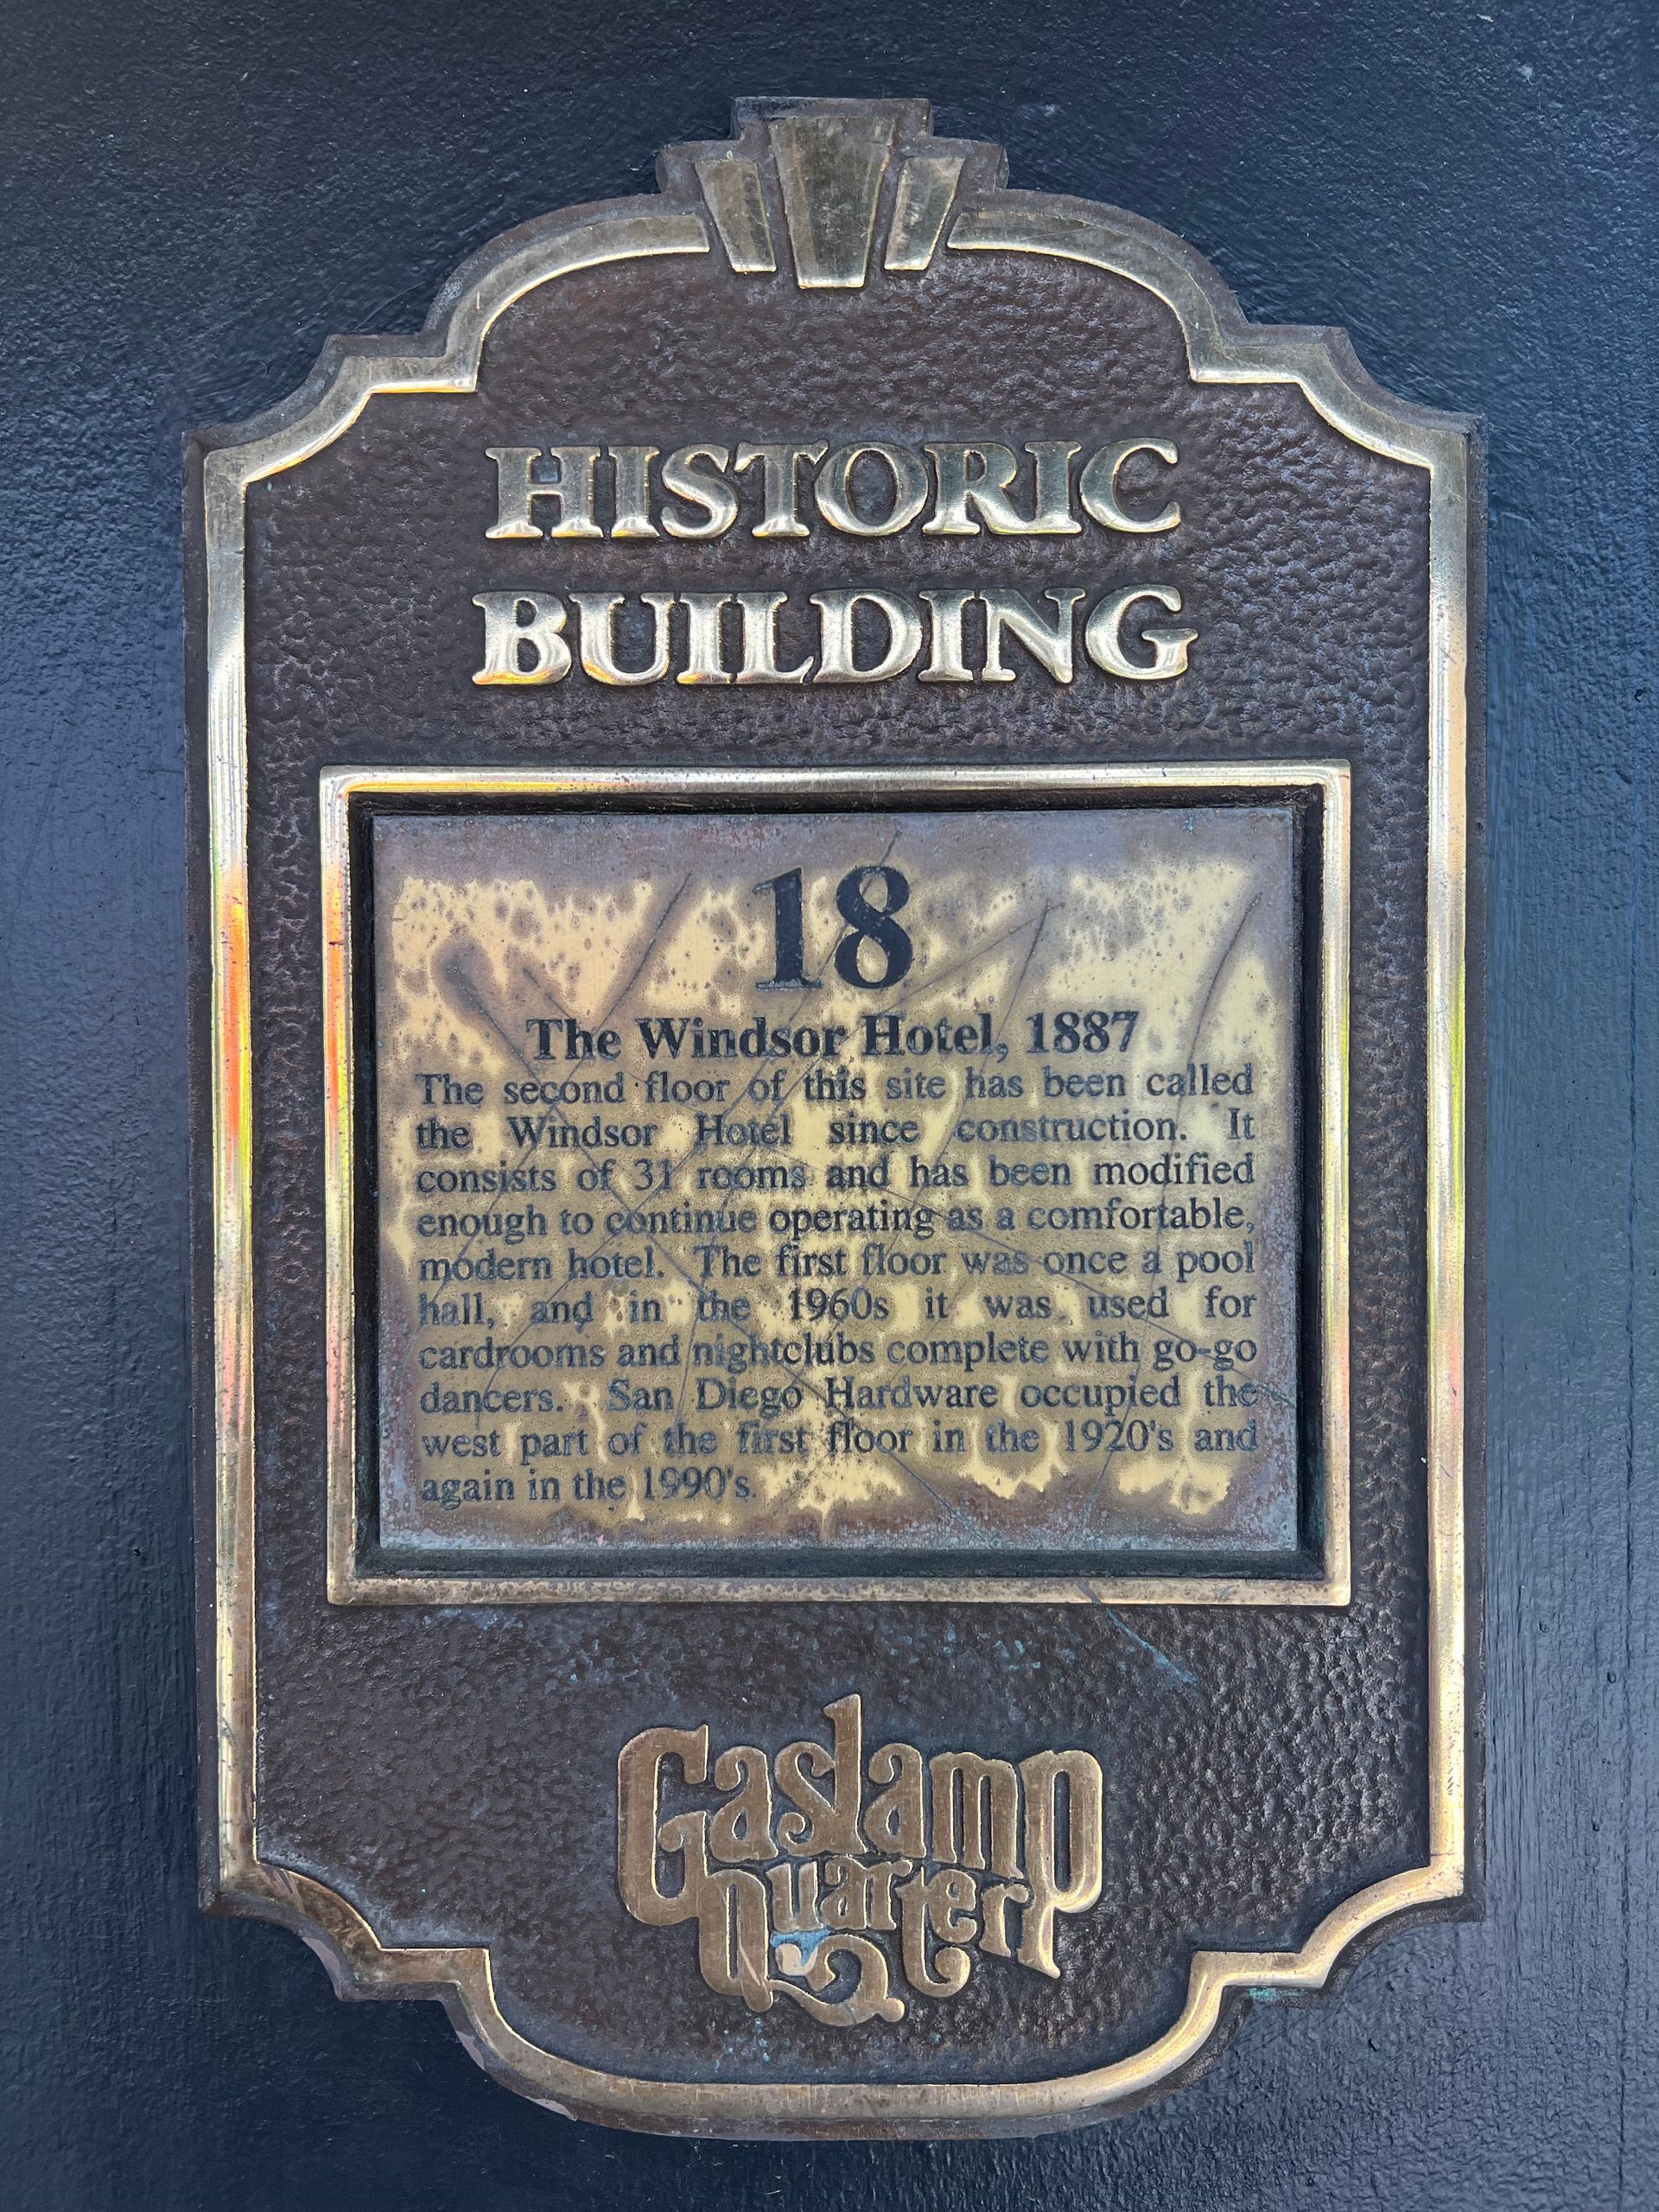 HISTORIC
BUILDING
18
The Windsor Hotel, 1887
The second floor of this site has been called
the Windsor Hotel since construction. It
consists of 31 rooms and has been modified
enough to continue operating as a comfortable,
modern hotel. The first floor was once a pool
hall, and in the 1960s it was used for
cardrooms and nightclubs complete with go-go
dancers. San Diego Hardware occupied the
west part of the first floor in the 1920's and
again in the 1990's.
Gaslamp
Quarter